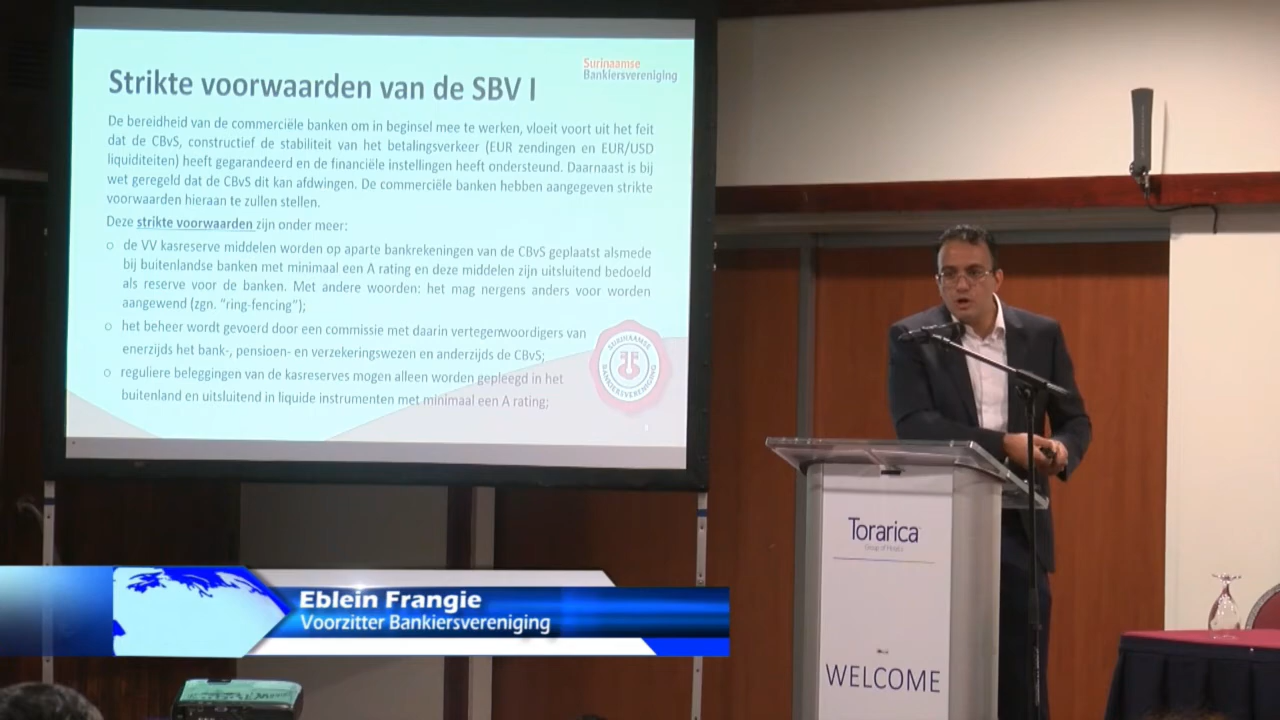 Surinaamse
Bankiersvereniging
Strikte voorwaarden van de SBV I
De bereidheid van de commerciële banken om in beginsel mee te werken, vloeit voort uit het feit
dat de CBvS, constructief de stabiliteit van het betalingsverkeer (EUR zendingen en EUR/USD
liquiditeiten) heeft gegarandeerd en de financiële instellingen heeft ondersteund. Daarnaast is bij
wet geregeld dat de CBvS dit kan afdwingen. De commerciële banken hebben aangegeven strikte
voorwaarden hieraan te zullen stellen.
Deze strikte voorwaarden zijn onder meer:
o de VV kasreserve middelen worden op aparte bankrekeningen van de CBvS geplaatst alsmede
bij buitenlandse banken met minimaal een A rating en deze middelen zijn uitsluitend bedoeld
als reserve voor de banken. Met andere woorden: het mag nergens anders voor worden
aangewend (zgn. "ring-fencing");
o het beheer wordt gevoerd door een commissie met daarin vertegenwoordigers van
enerzijds het bank-, pensioen- en verzekeringswezen en anderzijds de CBvS;
o reguliere beleggingen van de kasreserves mogen alleen worden gepleegd in het
buitenland en uitsluitend in liquide instrumenten met minimaal een A rating;
SURINAAMSE
BANKIERSVERENIGING
Torarica
Group of Hotels
WELCOME
Eblein Frangie
Voorzitter Bankiersvereniging